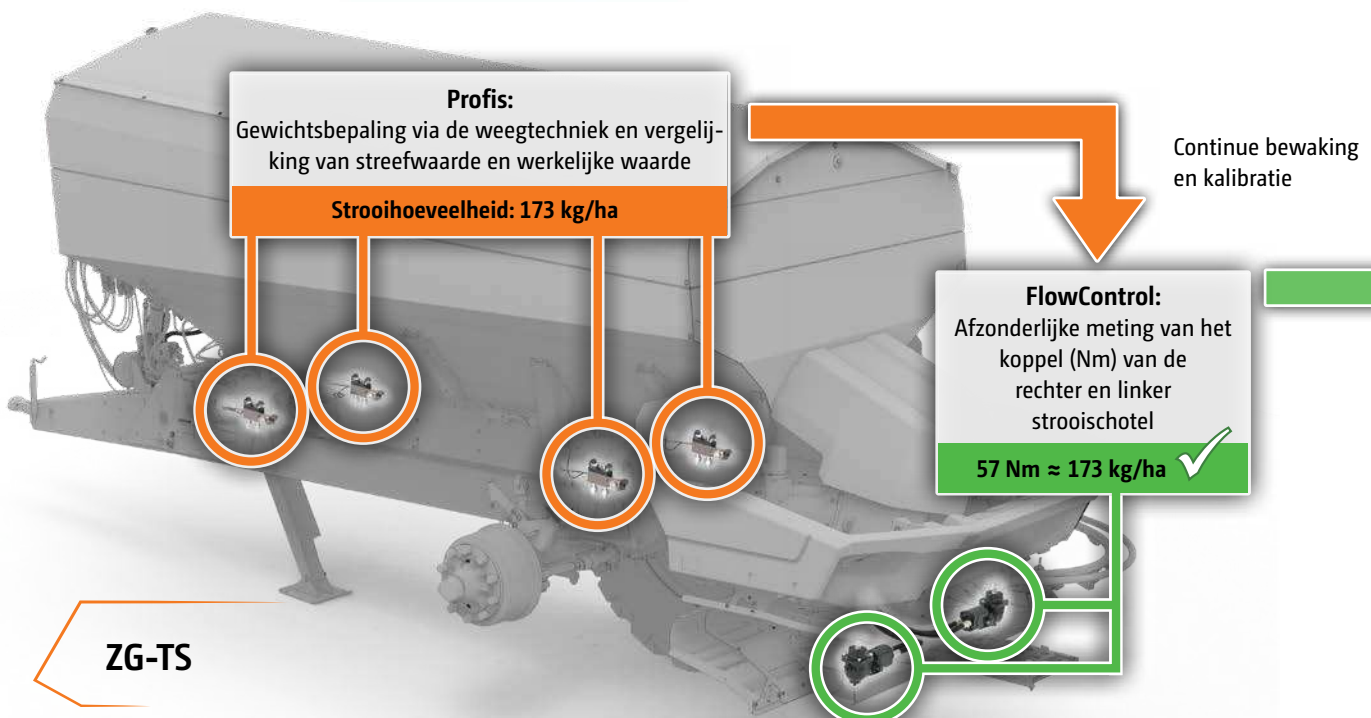 Profis:
Gewichtsbepaling via de weegtechniek en vergelij-
king van streefwaarde en werkelijke waarde
Strooihoeveelheid: 173 kg/ha
Continue bewaking
en kalibratie
FlowControl:
Afzonderlijke meting van het
koppel (Nm) van de
rechter en linker
strooischotel
57 Nm ≈ 173 kg/ha
ZG-TS